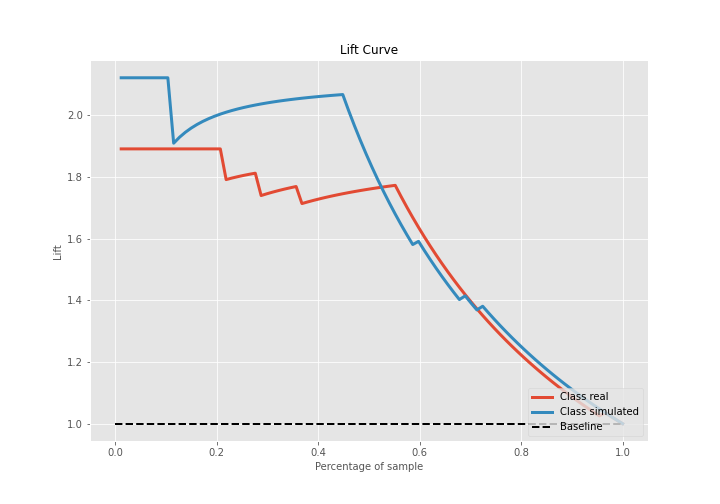 Lift Curve
2.0
1.8
1.6
1.4
1.2
1.0
Lift
0.0 0.2 0.4 0.6 0.8 1.0
Percentage of sample
Class real
Class simulated
Baseline